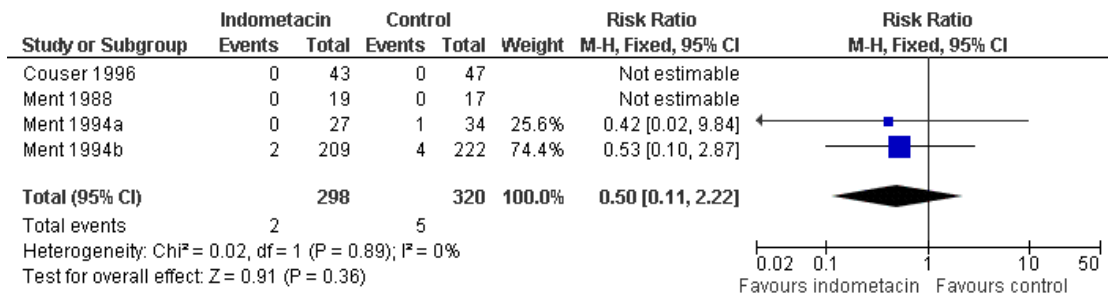 Indometacin Control Risk Ratio Risk Ratio
Study or Subgroup Events Total Events Total Weight M-H, Fixed, 95% CI M-H, Fixed, 95% CI
Couser 1996 0 43 0 47 Not estimable
Ment 1988 0 19 0 17 Not estimable
Ment 1994a 0 27 1 34 25.6% 0.42 [0.02, 9.84]
Ment 1994b 2 209 4 222 74.4% 0.53 [0.10, 2.87]
Total (95% CI) 298 320 100.0% 0.50 [0.11, 2.22]
Total events 2 5
Heterogeneity: Chi² = 0.02, df = 1 (P = 0.89); I² = 0%
Test for overall effect: Z = 0.91 (P = 0.36)
0.02 0.1 1 10 50
Favours indometacin Favours control